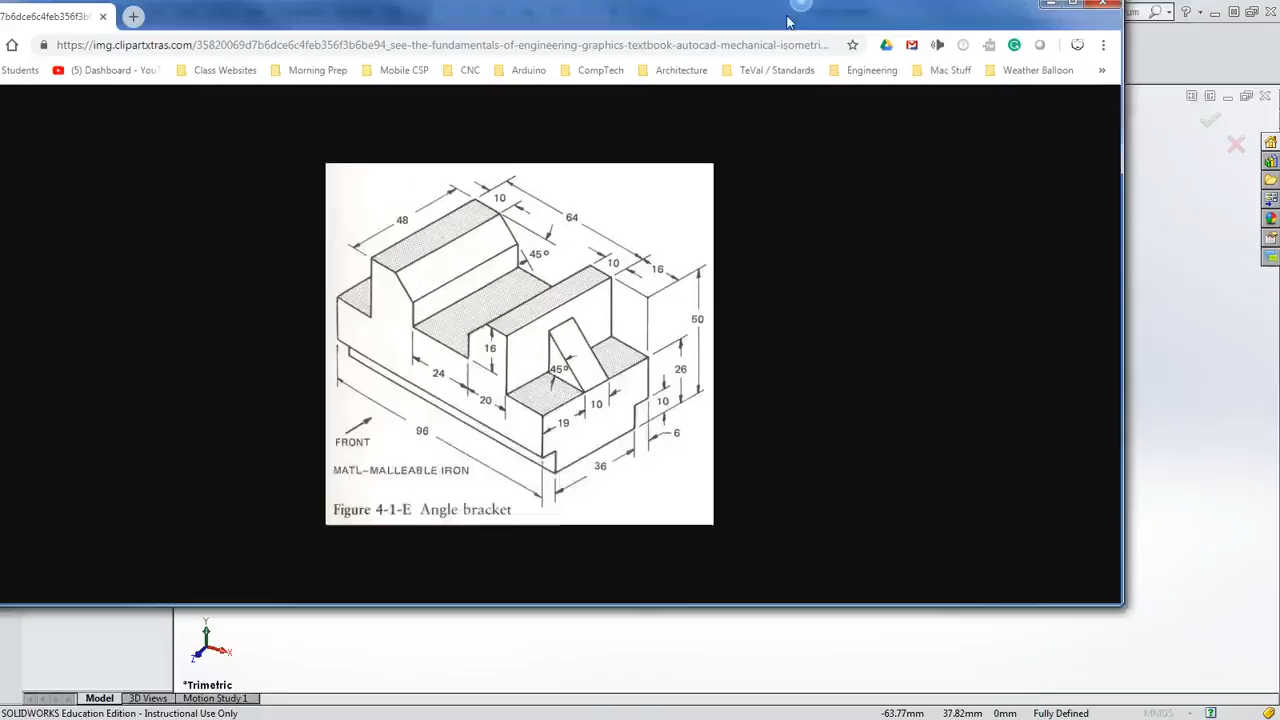 7b6dce6c4feb356f3b6
https://img.clipartxtras.com/35820069d7b6dce6c4feb356f3b6be94_see-the-fundamentals-of-engineering-graphics-textbook-autocad-mechanical-isometri...
Students (5) Dashboard - YouT Class Websites Morning Prep Mobile CSP CNC Arduino CompTech Architecture TeVal / Standards Engineering Mac Stuff Weather Balloon »
10
48
64
45°
10
16
50
16
24
45°
26
20
10
10
19
6
96
36
FRONT
MATL-MALLEABLE IRON
Figure 4-1-E Angle bracket
Y
X
Z
*Trimetric
Model 3D Views Motion Study 1
SOLIDWORKS Education Edition - Instructional Use Only -63.77mm 37.82mm 0mm Fully Defined MMGS